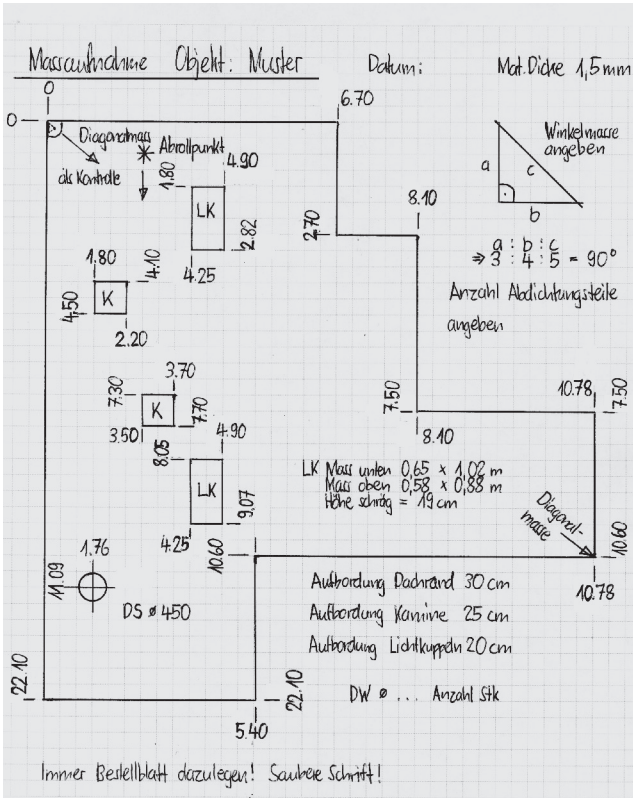 Massaufnahme Objekt: Muster Datum: Mat. Dicke 1,5mm
0
6.70
0
Diagonalmass
Abrollpunkt
als Kontrolle
Winkelmasse
angeben
a
c
b
a : b : c
⇒ 3 : 4 : 5 = 90°
Anzahl Abdichtungsteile
angeben
4.90
1.80
LK
2.82
4.25
2.70
8.10
1.80
4.10
K
4.50
2.20
3.70
7.30
K
7.70
3.50
8.05
4.90
LK
9.07
4.25
10.60
7.50
8.10
10.78
7.50
LK Mass unten 0,65 x 1,02 m
Mass oben 0,58 x 0,88 m
Höhe schräg = 19 cm
Diagonal-
masse
10.60
10.78
1.76
11.09
DS ø 450
Aufbordung Dachrand 30 cm
Aufbordung Kamine 25 cm
Aufbordung Lichtkuppeln 20 cm
DW ø ... Anzahl Stk
22.10
22.10
5.40
Immer Bestellblatt dazulegen! Saubere Schrift!